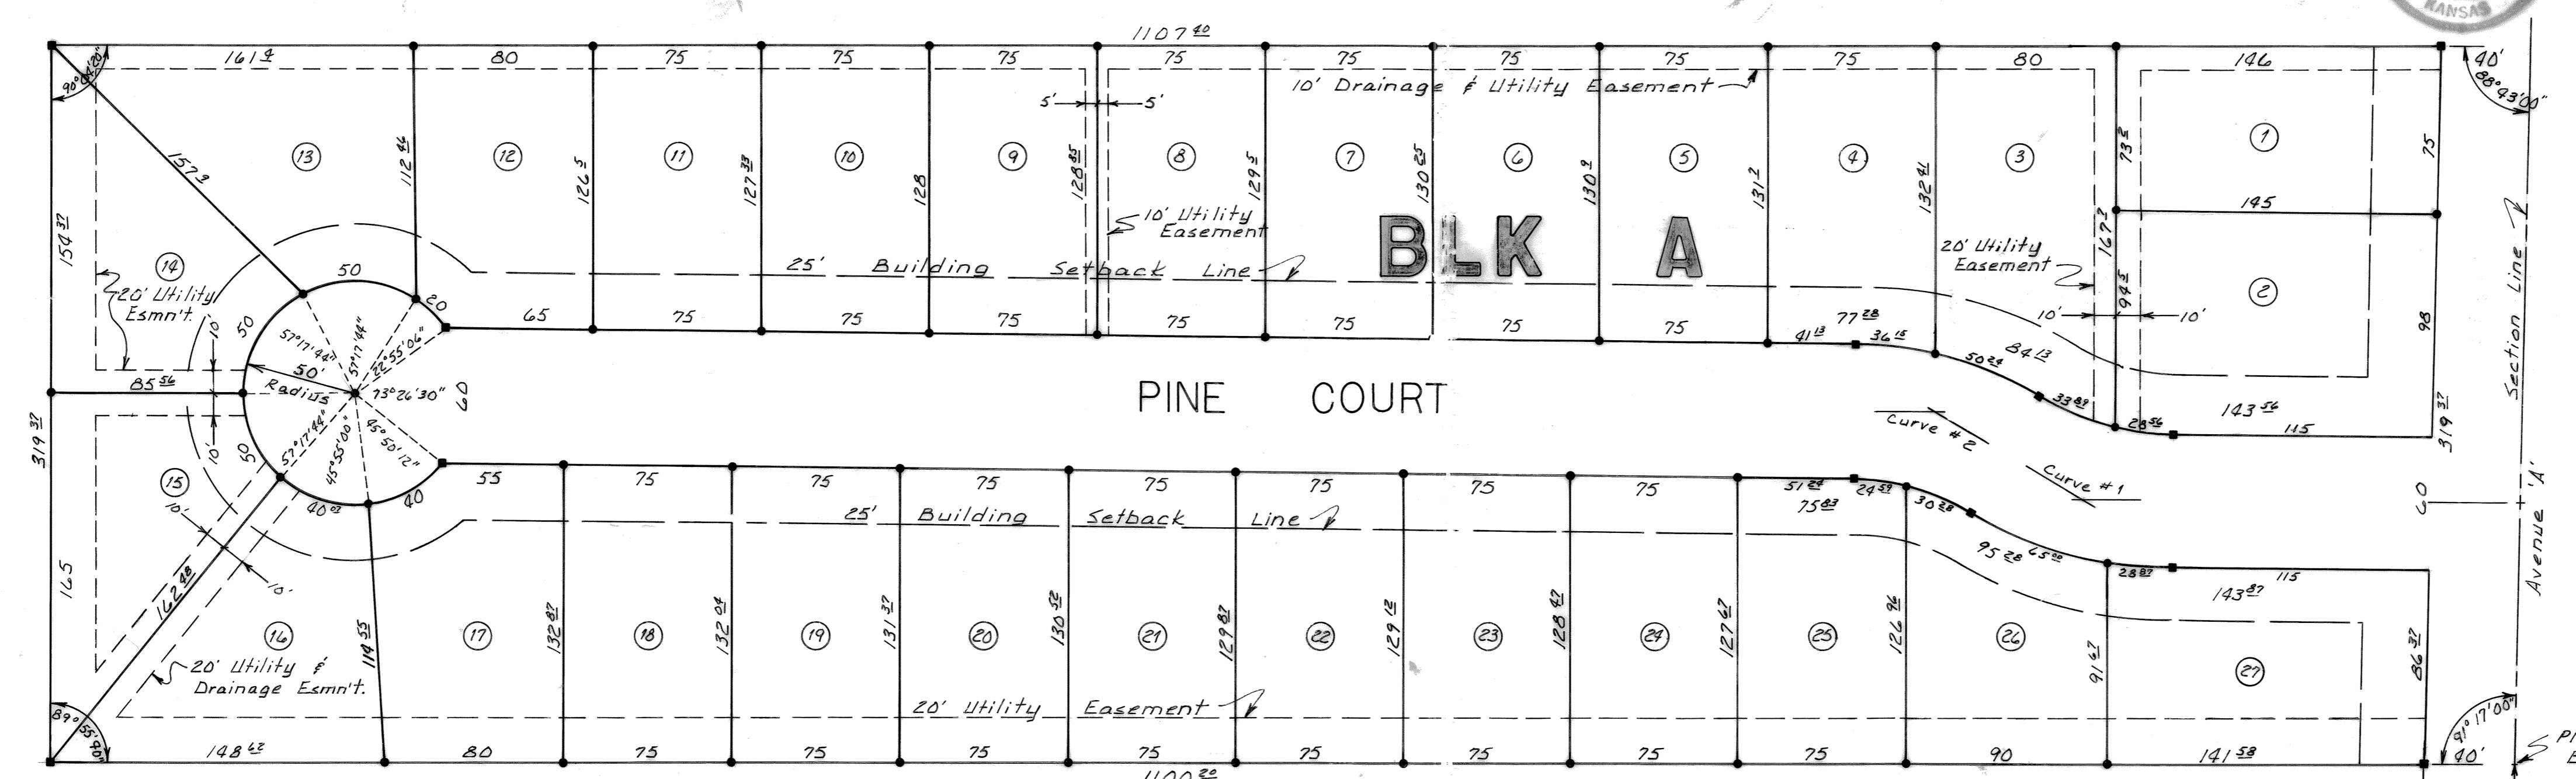 KANSAS
1107 40
161 4 80 75 75 75 75 75 75 75 75 80 146 40'
90° 04' 20"
88° 43' 00"
10' Drainage & Utility Easement
5' 5'
13 12 11 10 9 8 7 6 5 4 3 1
157 9 112 46 126 5 127 33 128 128 85 129 5 130 25 130 9 131 2 132 41 73 2 75
145
10' Utility
Easement
BLK A
20' Utility
Easement
167 7
94 5
2
98
10' 10'
Section Line
154 37
14
20' Utility
Esmn't.
25' Building Setback Line
50 20
65 75 75 75 75 75 75
77 28
41 13 36 15
84 13
50 24
33 89
28 56
143 56
115
319 37
50
10'
57°17'44"
57°17'44"
22°55'06"
50'
Radius
73°26'30"
60
85 56
PINE COURT
Curve #2
Curve #1
60
Avenue 'A'
319 37
10'
50
57°17'44"
45°55'00"
45°50'12"
15
10'
10'
40 03
40
55 75 75 75 75 75 75
51 24 24 59
75 83
30 28
95 28
65 00
28 87
115
143 87
25' Building Setback Line
165
162 48
16 17 18 19 20 21 22 23 24 25 26 27
114 55 132 87 132 04 131 37 130 52 129 87 129 12 128 47 127 67 126 96 91 67 86 37
20' Utility &
Drainage Esmn't.
20' Utility Easement
89° 55' 40"
91° 17' 00"
148 62 80 75 75 75 75 75 75 75 75 90 141 58 40'
1100 20